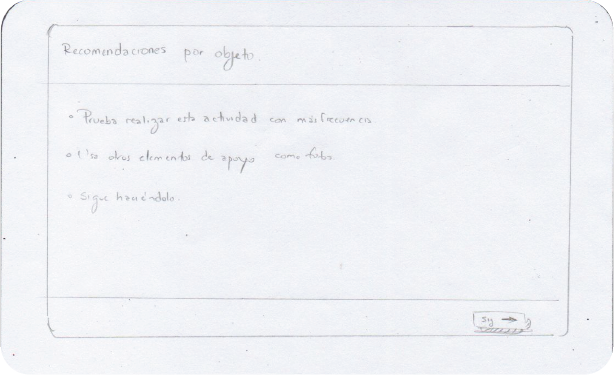 Recomendaciones por objeto.
• Prueba realizar esta actividad con más frecuencia
• Usa otros elementos de apoyo como fotos
• Sigue haciéndolo.
Sig →